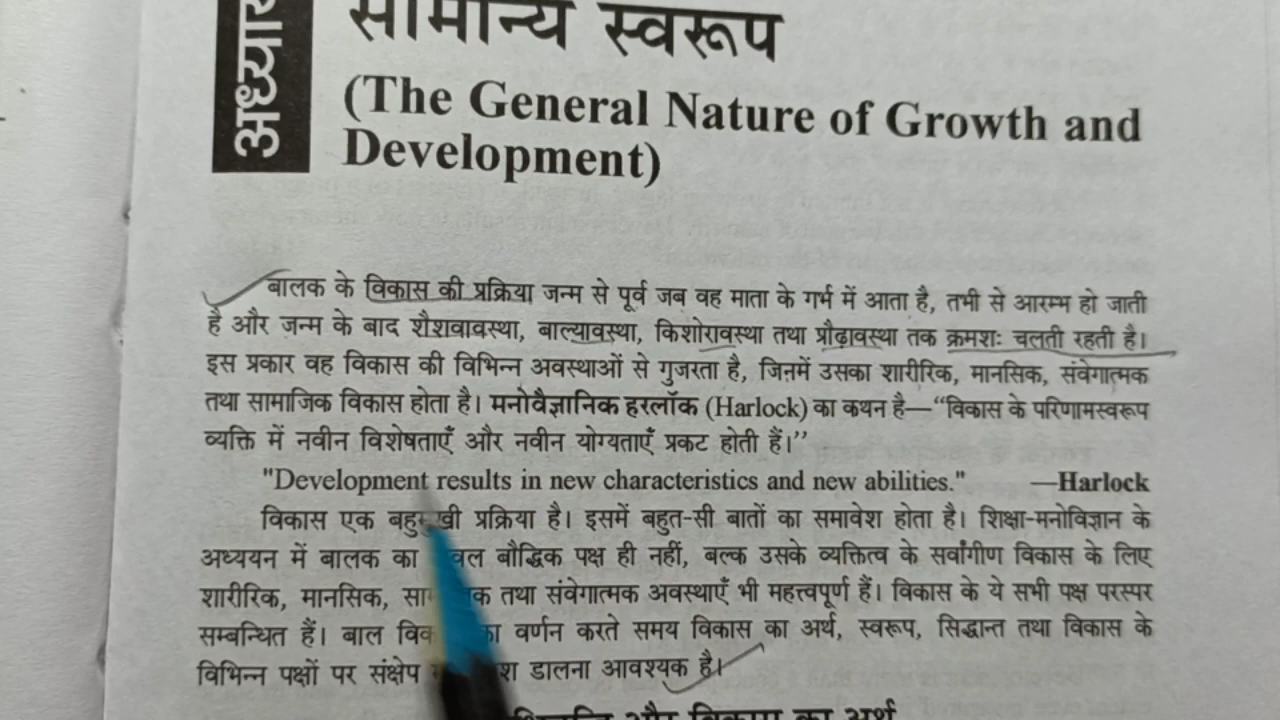 अध्याय
सामान्य स्वरूप
(The General Nature of Growth and
Development)
बालक के विकास की प्रक्रिया जन्म से पूर्व जब वह माता के गर्भ में आता है, तभी से आरम्भ हो जाती
है और जन्म के बाद शैशवावस्था, बाल्यावस्था, किशोरावस्था तथा प्रौढ़ावस्था तक क्रमशः चलती रहती है।
इस प्रकार वह विकास की विभिन्न अवस्थाओं से गुजरता है, जिनमें उसका शारीरिक, मानसिक, संवेगात्मक
तथा सामाजिक विकास होता है। मनोवैज्ञानिक हरलॉक (Harlock) का कथन है—“विकास के परिणामस्वरूप
व्यक्ति में नवीन विशेषताएँ और नवीन योग्यताएँ प्रकट होती हैं।’’
"Development results in new characteristics and new abilities." —Harlock
विकास एक प्रक्रिया है। इसमें बहुत-सी बातों का समावेश होता है। शिक्षा-मनोविज्ञान के
अध्ययन में बालक का बौद्धिक पक्ष ही नहीं, बल्क उसके व्यक्तित्व के सर्वांगीण विकास के लिए
शारीरिक, मानसिक, तथा संवेगात्मक अवस्थाएँ भी महत्त्वपूर्ण हैं। विकास के ये सभी पक्ष परस्पर
सम्बन्धित हैं। बाल वर्णन करते समय विकास का अर्थ, स्वरूप, सिद्धान्त तथा विकास के
विभिन्न पक्षों पर संक्षेप डालना आवश्यक है।
और विकास का अर्थ